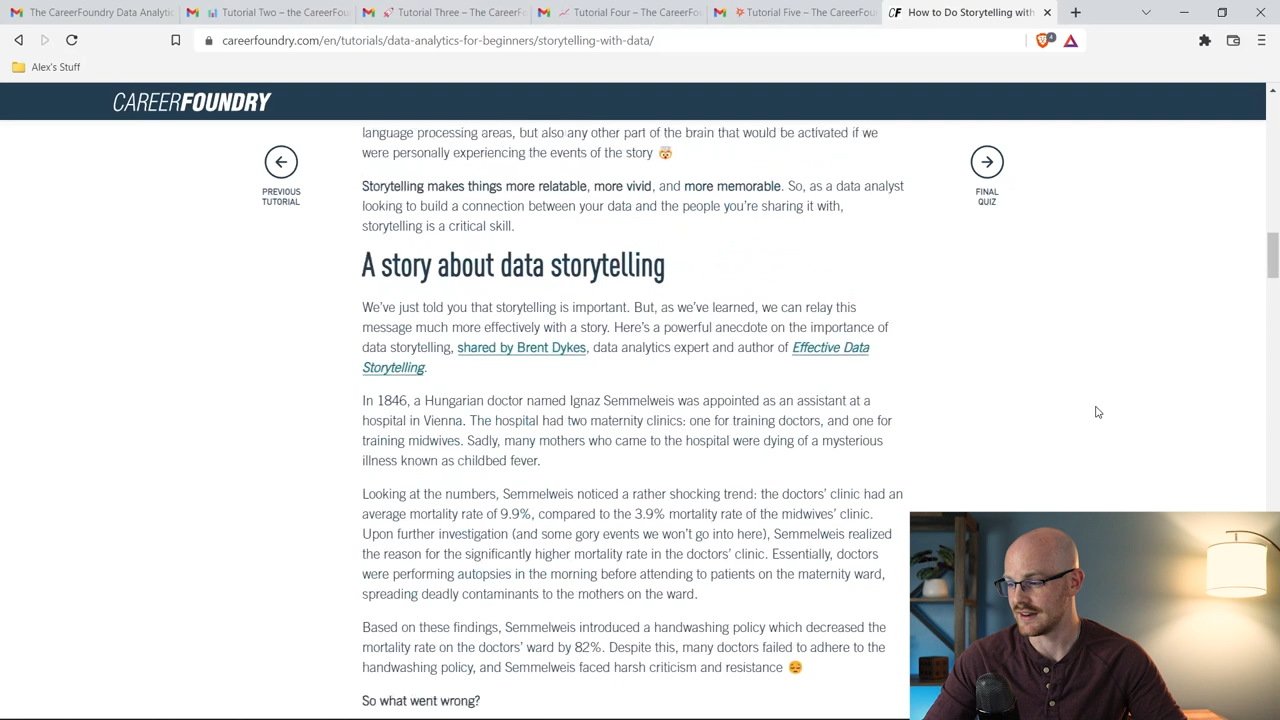 The CareerFoundry Data Analytic
Tutorial Two – the CareerFound
Tutorial Three – CareerFo
Tutorial Four – CareerFo
Tutorial Five – CareerFou
CF How to Do Storytelling with
careerfoundry.com/en/tutorials/data-analytics-for-beginners/storytelling-with-data/
4
Alex's Stuff
CAREERFOUNDRY
language processing areas, but also any other part of the brain that would be activated if we
were personally experiencing the events of the story 🤯
PREVIOUS
TUTORIAL
FINAL
QUIZ
Storytelling makes things more relatable, more vivid, and more memorable. So, as a data analyst
looking to build a connection between your data and the people you're sharing it with,
storytelling is a critical skill.
A story about data storytelling
We've just told you that storytelling is important. But, as we've learned, we can relay this
message much more effectively with a story. Here's a powerful anecdote on the importance of
data storytelling, shared by Brent Dykes, data analytics expert and author of Effective Data
Storytelling.
In 1846, a Hungarian doctor named Ignaz Semmelweis was appointed as an assistant at a
hospital in Vienna. The hospital had two maternity clinics: one for training doctors, and one for
training midwives. Sadly, many mothers who came to the hospital were dying of a mysterious
illness known as childbed fever.
Looking at the numbers, Semmelweis noticed a rather shocking trend: the doctors' clinic had an
average mortality rate of 9.9%, compared to the 3.9% mortality rate of the midwives' clinic.
Upon further investigation (and some gory events we won't go into here), Semmelweis realized
the reason for the significantly higher mortality rate in the doctors' clinic. Essentially, doctors
were performing autopsies in the morning before attending to patients on the maternity ward,
spreading deadly contaminants to the mothers on the ward.
Based on these findings, Semmelweis introduced a handwashing policy which decreased the
mortality rate on the doctors' ward by 82%. Despite this, many doctors failed to adhere to the
handwashing policy, and Semmelweis faced harsh criticism and resistance 😔
So what went wrong?